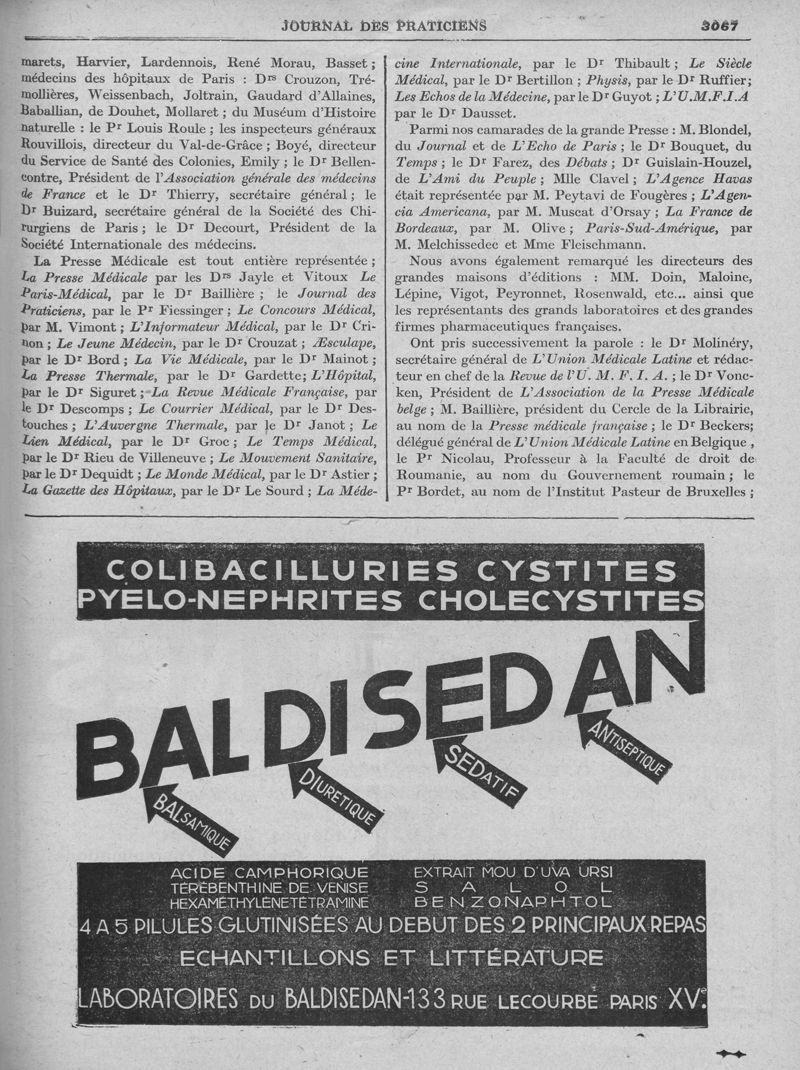 JOURNAL DES PRATICIENS
3067
marets, Harvier, Lardennois, René Morau, Basset ;
médecins des hôpitaux de Paris : Drs Crouzon, Tré-
mollières, Weissenbach, Joltrain, Gaudard d'Allaines,
Baballian, de Douhet, Mollaret ; du Muséum d'Histoire
naturelle : le Pr Louis Roule ; les inspecteurs généraux
Rouvillois, directeur du Val-de-Grâce ; Boyé, directeur
du Service de Santé des Colonies, Emily ; le Dr Bellen-
contre, Président de l'Association générale des médecins
de France et le Dr Thierry, secrétaire général ; le
Dr Buizard, secrétaire général de la Société des Chi-
rurgiens de Paris ; le Dr Decourt, Président de la
Société Internationale des médecins.
La Presse Médicale est tout entière représentée ;
La Presse Médicale par les Drs Jayle et Vitoux Le
Paris-Médical, par le Dr Baillière ; le Journal des
Praticiens, par le Pr Fiessinger ; Le Concours Médical,
par M. Vimont ; L'Informateur Médical, par le Dr Cri-
non ; Le Jeune Médecin, par le Dr Crouzat ; Æsculape,
par le Dr Bord ; La Vie Médicale, par le Dr Mainot ;
La Presse Thermale, par le Dr Gardette; L'Hôpital,
par le Dr Siguret ; La Revue Médicale Française, par
le Dr Descomps ; Le Courrier Médical, par le Dr Des-
touches ; L'Auvergne Thermale, par le Dr Janot ; Le
Lien Médical, par le Dr Groc ; Le Temps Médical,
par le Dr Rieu de Villeneuve ; Le Mouvement Sanitaire,
par le Dr Dequidt ; Le Monde Médical, par le Dr Astier ;
La Gazette des Hôpitaux, par le Dr Le Sourd ; La Méde-
cine Internationale, par le Dr Thibault ; Le Siècle
Médical, par le Dr Bertillon ; Physis, par le Dr Ruffier;
Les Echos de la Médecine, par le Dr Guyot ; L'U.M.F.I.A
par le Dr Dausset.
Parmi nos camarades de la grande Presse : M. Blondel,
du Journal et de L'Echo de Paris ; le Dr Bouquet, du
Temps ; le Dr Farez, des Débats ; Dr Guislain-Houzel,
de L'Ami du Peuple ; Mlle Clavel ; L'Agence Havas
était représentée par M. Peytavi de Fougères ; L'Agen-
cia Americana, par M. Muscat d'Orsay ; La France de
Bordeaux, par M. Olive ; Paris-Sud-Amérique, par
M. Melchissedec et Mme Fleischmann.
Nous avons également remarqué les directeurs des
grandes maisons d'éditions : MM. Doin, Maloine,
Lépine, Vigot, Peyronnet, Rosenwald, etc... ainsi que
les représentants des grands laboratoires et des grandes
firmes pharmaceutiques françaises.
Ont pris successivement la parole : le Dr Molinéry,
secrétaire général de L'Union Médicale Latine et rédac-
teur en chef de la Revue de l'U. M. F. I. A. ; le Dr Vonc-
ken, Président de L'Association de la Presse Médicale
belge ; M. Baillière, président du Cercle de la Librairie,
au nom de la Presse médicale française ; le Dr Beckers;
délégué général de L'Union Médicale Latine en Belgique ,
le Pr Nicolau, Professeur à la Faculté de droit de
Roumanie, au nom du Gouvernement roumain ; le
Pr Bordet, au nom de l'Institut Pasteur de Bruxelles ;
COLIBACILLURIES CYSTITES
PYELO-NEPHRITES CHOLECYSTITES
BALDISEDAN
BALSAMIQUE
DIURETIQUE
SEDATIF
ANTISEPTIQUE
ACIDE CAMPHORIQUE
TÉRÉBENTHINE DE VENISE
HEXAMÉTHYLÈNETÉTRAMINE
EXTRAIT MOU D'UVA URSI
SALOL
BENZONAPHTOL
4 A 5 PILULES GLUTINISÉES AU DEBUT DES 2 PRINCIPAUX REPAS
ECHANTILLONS ET LITTÉRATURE
LABORATOIRES DU BALDISEDAN-133 RUE LECOURBE PARIS XVe.